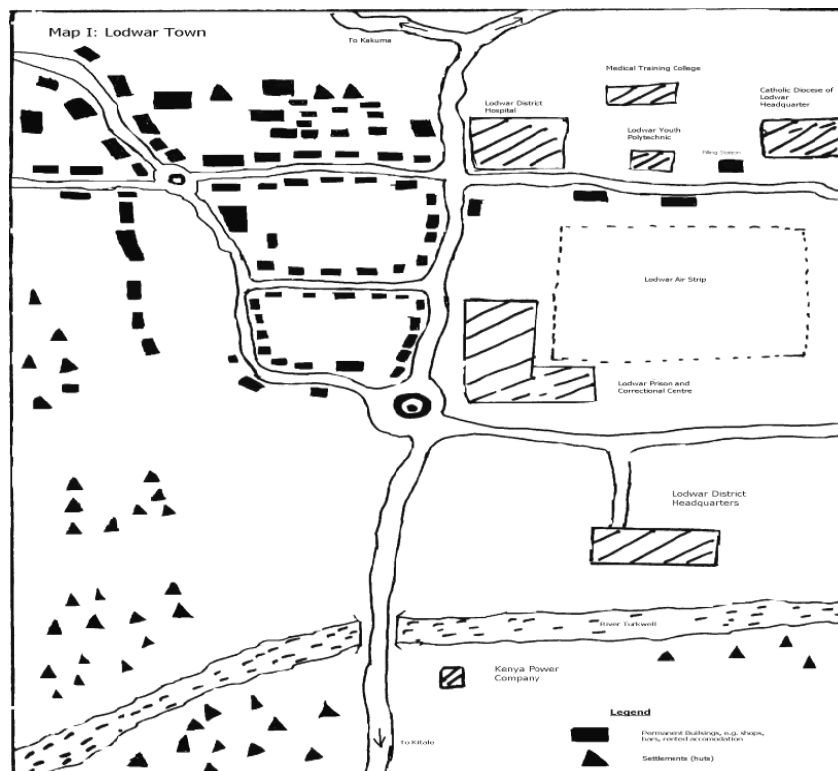 Map I: Lodwar Town
To Kakuma
Medical Training College
Lodwar District
Hospital
Catholic Diocese of
Lodwar
Headquarter
Lodwar Youth
Polytechnic
Filling Station
Lodwar Air Strip
Lodwar Prison and
Correctional Centre
Lodwar District
Headquarters
River Turkwell
Kenya Power
Company
To Kitale
Legend
Permanent Buildings, e.g. shops,
bars, rented accomodation
Settlements (huts)